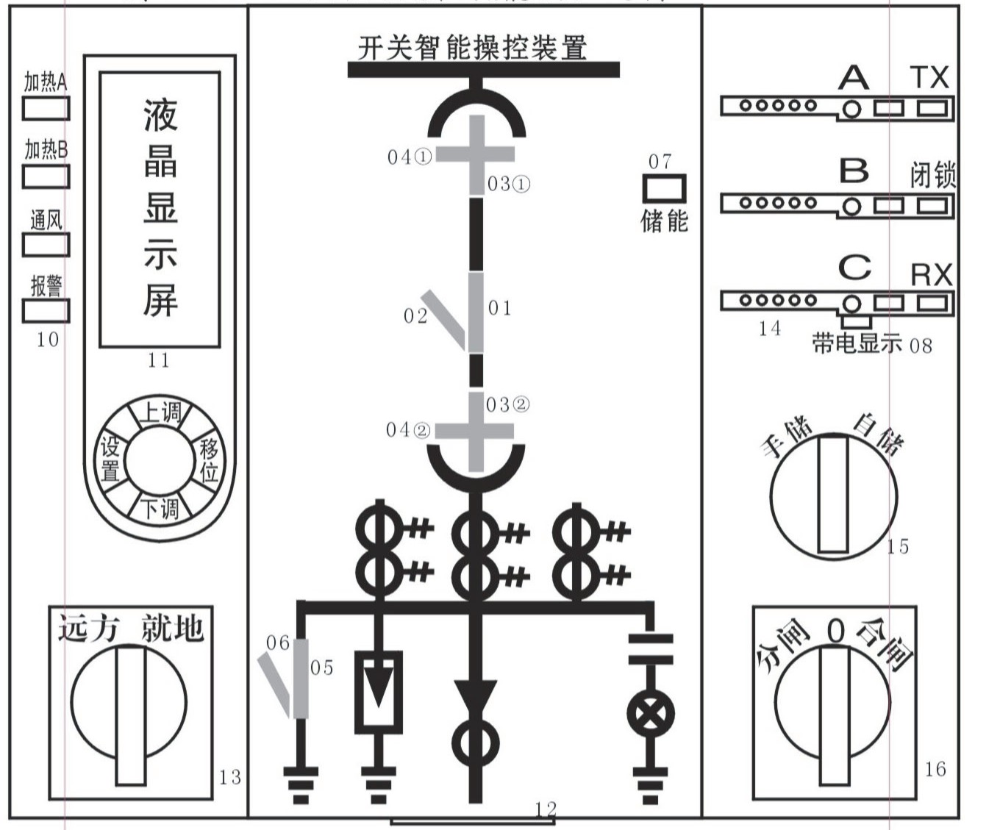 开关智能操控装置
加热A
加热B
通风
报警
10
液晶显示屏
11
上调
设置
移位
下调
远方 就地
13
04①
03①
07
储能
02
01
03②
04②
06
05
12
A TX
B 闭锁
C RX
14
带电显示 08
手储 自储
15
分闸 0 合闸
16